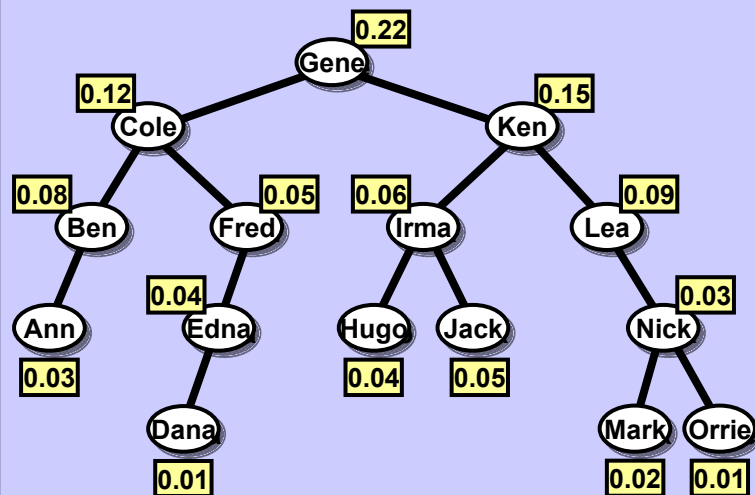 0.22
Gene
0.12
0.15
Cole
Ken
0.08
0.05
0.06
0.09
Ben
Fred
Irma
Lea
0.04
0.03
Ann
Edna
Hugo
Jack
Nick
0.03
0.04
0.05
Dana
Mark
Orrie
0.01
0.02
0.01